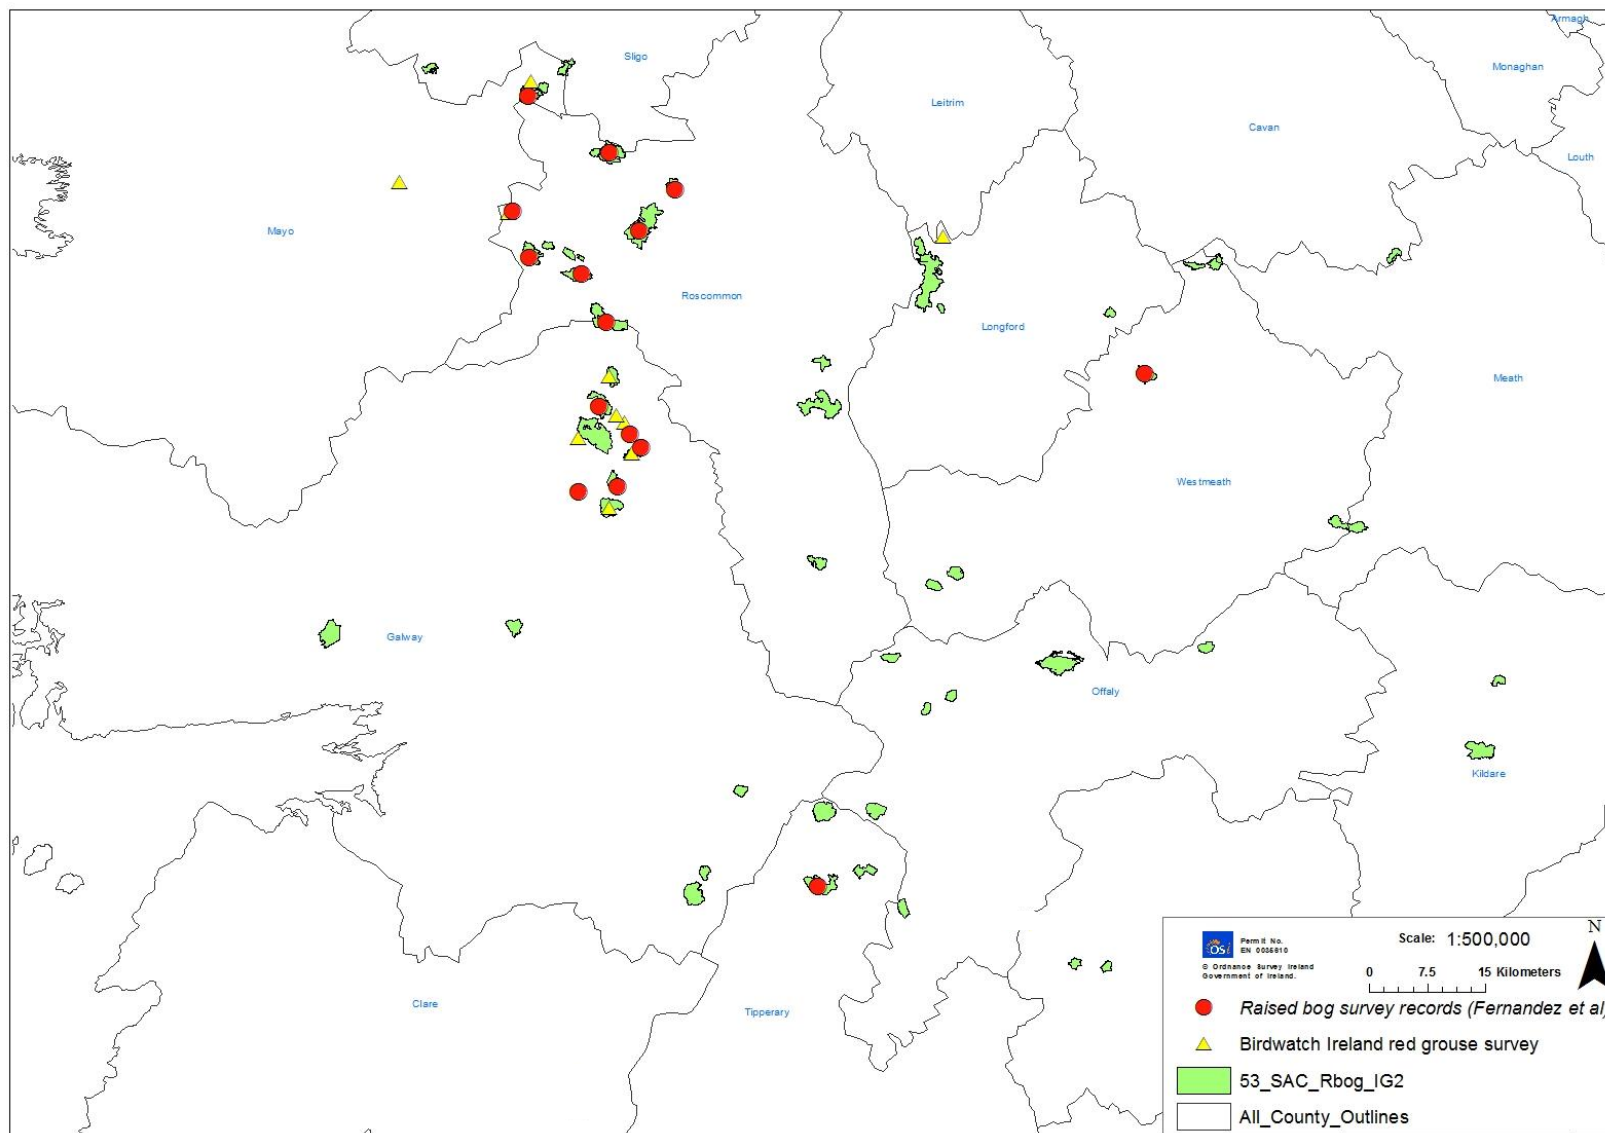 Armagh
Sligo
Monaghan
Leitrim
Cavan
Louth
Mayo
Roscommon
Longford
Meath
Westmeath
Galway
Offaly
Kildare
Clare
Tipperary
OSi
Permit No.
EN 0035810
© Ordnance Survey Ireland
Government of Ireland.
Scale: 1:500,000
N
0 7.5 15 Kilometers
Raised bog survey records (Fernandez et al,
Birdwatch Ireland red grouse survey
53_SAC_Rbog_IG2
All_County_Outlines